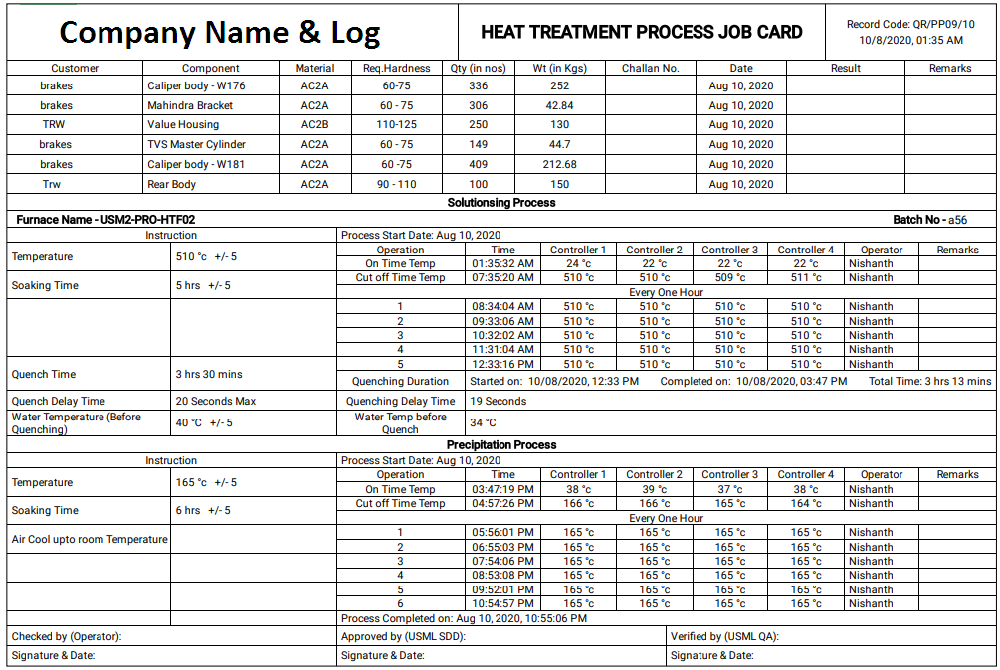 Company Name & Log
HEAT TREATMENT PROCESS JOB CARD
Record Code: QR/PP09/10
10/8/2020, 01:35 AM
Customer Component Material Req.Hardness Qty (in nos) Wt (in Kgs) Challan No. Date Result Remarks
brakes Caliper body - W176 AC2A 60-75 336 252 Aug 10, 2020
brakes Mahindra Bracket AC2A 60 - 75 306 42.84 Aug 10, 2020
TRW Value Housing AC2B 110-125 250 130 Aug 10, 2020
brakes TVS Master Cylinder AC2A 60 - 75 149 44.7 Aug 10, 2020
brakes Caliper body - W181 AC2A 60 -75 409 212.68 Aug 10, 2020
Trw Rear Body AC2A 90 - 110 100 150 Aug 10, 2020
Solutionsing Process
Furnace Name - USM2-PRO-HTF02 Batch No - a56
Instruction Process Start Date: Aug 10, 2020
Temperature 510 °c +/- 5
Operation Time Controller 1 Controller 2 Controller 3 Controller 4 Operator Remarks
On Time Temp 01:35:32 AM 24 °c 22 °c 22 °c 22 °c Nishanth
Soaking Time 5 hrs +/- 5
Cut off Time Temp 07:35:20 AM 510 °c 510 °c 509 °c 511 °c Nishanth
Every One Hour
1 08:34:04 AM 510 °c 510 °c 510 °c 510 °c Nishanth
2 09:33:06 AM 510 °c 510 °c 510 °c 510 °c Nishanth
3 10:32:02 AM 510 °c 510 °c 510 °c 510 °c Nishanth
4 11:31:04 AM 510 °c 510 °c 510 °c 510 °c Nishanth
5 12:33:16 PM 510 °c 510 °c 510 °c 510 °c Nishanth
Quench Time 3 hrs 30 mins
Quenching Duration Started on: 10/08/2020, 12:33 PM Completed on: 10/08/2020, 03:47 PM Total Time: 3 hrs 13 mins
Quench Delay Time 20 Seconds Max Quenching Delay Time 19 Seconds
Water Temperature (Before
Quenching) 40 °C +/- 5
Water Temp before
Quench 34 °C
Precipitation Process
Instruction Process Start Date: Aug 10, 2020
Temperature 165 °c +/- 5
Operation Time Controller 1 Controller 2 Controller 3 Controller 4 Operator Remarks
On Time Temp 03:47:19 PM 38 °c 39 °c 37 °c 38 °c Nishanth
Soaking Time 6 hrs +/- 5
Cut off Time Temp 04:57:26 PM 166 °c 166 °c 165 °c 164 °c Nishanth
Every One Hour
Air Cool upto room Temperature
1 05:56:01 PM 165 °c 165 °c 165 °c 165 °c Nishanth
2 06:55:03 PM 165 °c 165 °c 165 °c 165 °c Nishanth
3 07:54:06 PM 165 °c 165 °c 165 °c 165 °c Nishanth
4 08:53:08 PM 165 °c 165 °c 165 °c 165 °c Nishanth
5 09:52:01 PM 165 °c 165 °c 165 °c 165 °c Nishanth
6 10:54:57 PM 165 °c 165 °c 165 °c 165 °c Nishanth
Process Completed on: Aug 10, 2020, 10:55:06 PM
Checked by (Operator): Approved by (USML SDD): Verified by (USML QA):
Signature & Date: Signature & Date: Signature & Date: